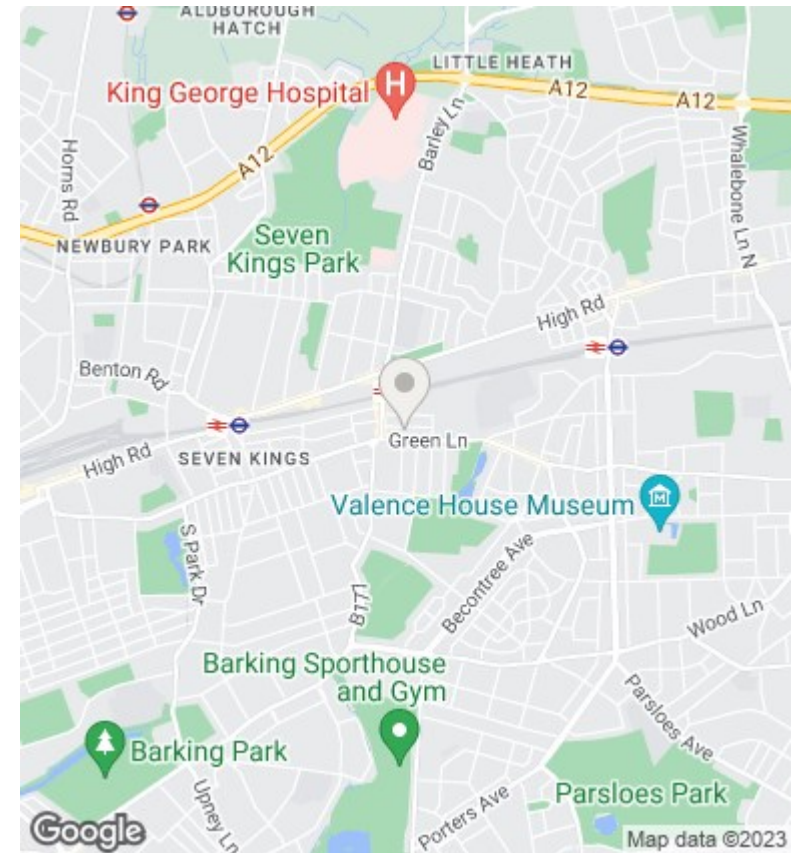 ALDBOROUGH
HATCH
LITTLE HEATH
King George Hospital
H
A12
A12
Barley Ln
A12
Horns Rd
Whalebone Ln N
NEWBURY PARK
Seven
Kings Park
High Rd
Benton Rd
Green Ln
High Rd
SEVEN KINGS
Valence House Museum
M
S Park Dr
Becontree Ave
B177
Wood Ln
Barking Sporthouse
and Gym
Parsloes Ave
Barking Park
Parsloes Park
Upney Ln
Porters Ave
Google
Map data ©2023